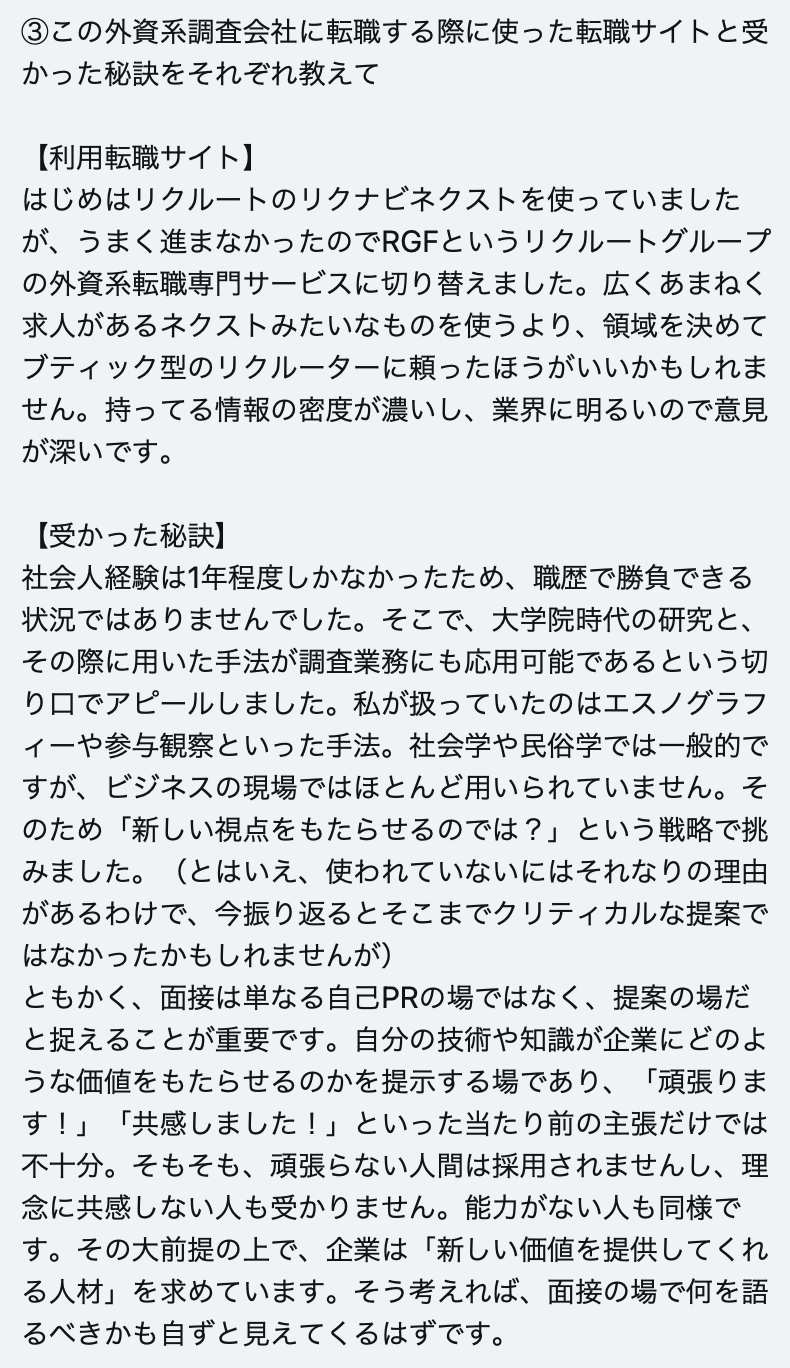 ③この外資系調査会社に転職する際に使った転職サイトと受
かった秘訣をそれぞれ教えて
【利用転職サイト】
はじめはリクルートのリクナビネクストを使っていました
が、うまく進まなかったのでRGFというリクルートグループ
の外資系転職専門サービスに切り替えました。広くあまねく
求人があるネクストみたいなものを使うより、領域を決めて
ブティック型のリクルーターに頼ったほうがいいかもしれま
せん。持ってる情報の密度が濃いし、業界に明るいので意見
が深いです。
【受かった秘訣】
社会人経験は1年程度しかなかったため、職歴で勝負できる
状況ではありませんでした。そこで、大学院時代の研究と、
その際に用いた手法が調査業務にも応用可能であるという切
り口でアピールしました。私が扱っていたのはエスノグラフ
ィーや参与観察といった手法。社会学や民俗学では一般的で
すが、ビジネスの現場ではほとんど用いられていません。そ
のため「新しい視点をもたらせるのでは？」という戦略で挑
みました。（とはいえ、使われていないにはそれなりの理由
があるわけで、今振り返るとそこまでクリティカルな提案で
はなかったかもしれませんが）
ともかく、面接は単なる自己PRの場ではなく、提案の場だ
と捉えることが重要です。自分の技術や知識が企業にどのよ
うな価値をもたらせるのかを提示する場であり、「頑張りま
す！」「共感しました！」といった当たり前の主張だけでは
不十分。そもそも、頑張らない人間は採用されませんし、理
念に共感しない人も受かりません。能力がない人も同様で
す。その大前提の上で、企業は「新しい価値を提供してくれ
る人材」を求めています。そう考えれば、面接の場で何を語
るべきかも自ずと見えてくるはずです。